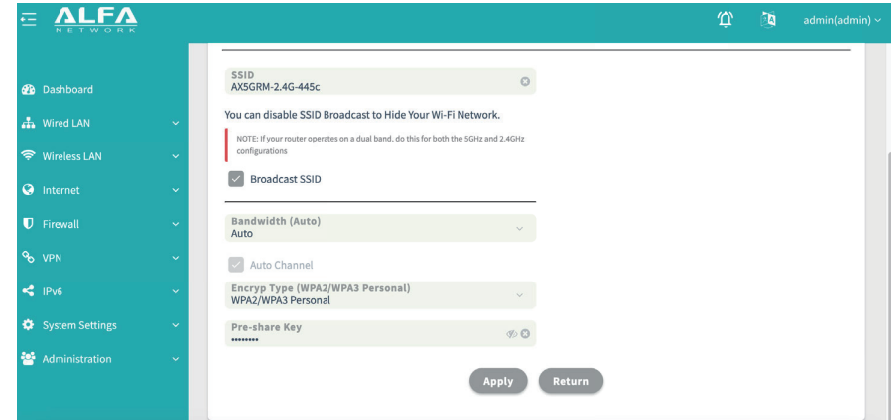 ALFA
NETWORK
admin(admin)
Dashboard
Wired LAN
Wireless LAN
Internet
Firewall
VPN
IPv6
System Settings
Administration
SSID
AX5GRM-2.4G-445c
You can disable SSID Broadcast to Hide Your Wi-Fi Network.
NOTE: If your router operates on a dual band, do this for both the 5GHz and 2.4GHz
configurations
Broadcast SSID
Bandwidth (Auto)
Auto
Auto Channel
Encryp Type (WPA2/WPA3 Personal)
WPA2/WPA3 Personal
Pre-share Key
••••••••
Apply
Return